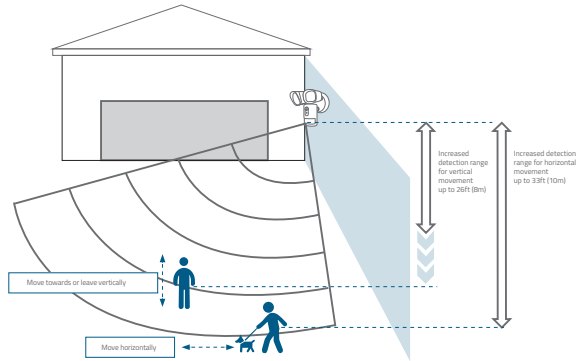 Increased
detection range
for vertical
movement
up to 26ft (8m)
Increased detection
range for horizontal
movement
up to 33ft (10m)
Move towards or leave vertically
Move horizontally